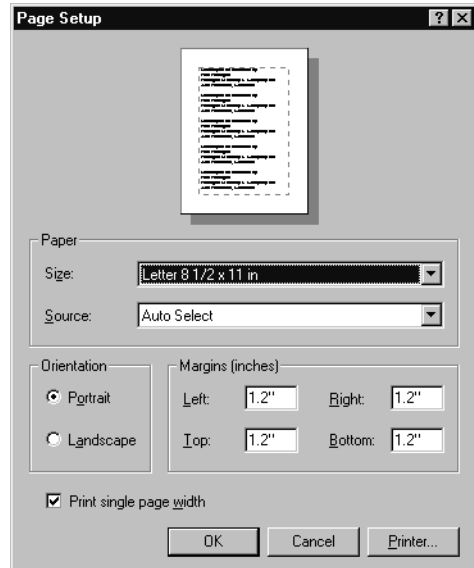 Page Setup
Paper
Size: Letter 8 1/2 x 11 in
Source: Auto Select
Orientation
Portrait
Landscape
Margins (inches)
Left: 1.2" Right: 1.2"
Top: 1.2" Bottom: 1.2"
Print single page width
OK Cancel Printer...